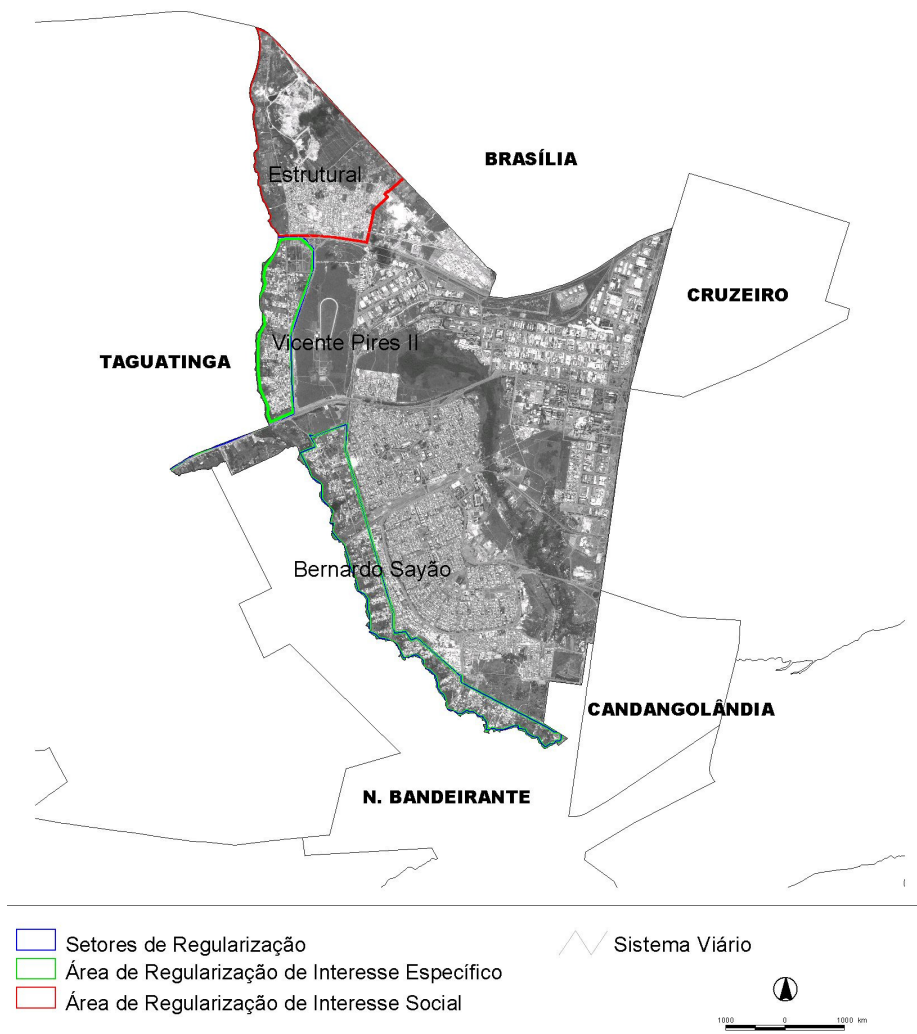 Estrutural
BRASÍLIA
CRUZEIRO
Vicente Pires II
TAGUATINGA
Bernardo Sayão
CANDANGOLÂNDIA
N. BANDEIRANTE
Setores de Regularização
Sistema Viário
Área de Regularização de Interesse Específico
Área de Regularização de Interesse Social
1000 0 1000 km